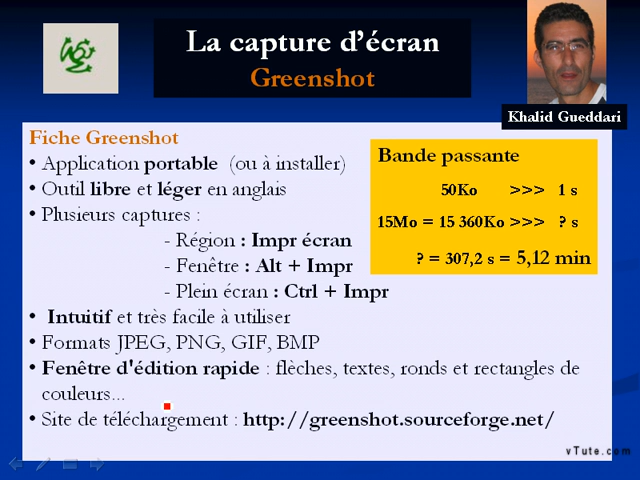 La capture d'écran
Greenshot
Khalid Gueddari
Fiche Greenshot
• Application portable (ou à installer)
• Outil libre et léger en anglais
• Plusieurs captures :
- Région : Impr écran
- Fenêtre : Alt + Impr
- Plein écran : Ctrl + Impr
• Intuitif et très facile à utiliser
• Formats JPEG, PNG, GIF, BMP
• Fenêtre d'édition rapide : flèches, textes, ronds et rectangles de
couleurs...
• Site de téléchargement : http://greenshot.sourceforge.net/
Bande passante
50Ko >>> 1 s
15Mo = 15 360Ko >>> ? s
? = 307,2 s = 5,12 min
vTute.com